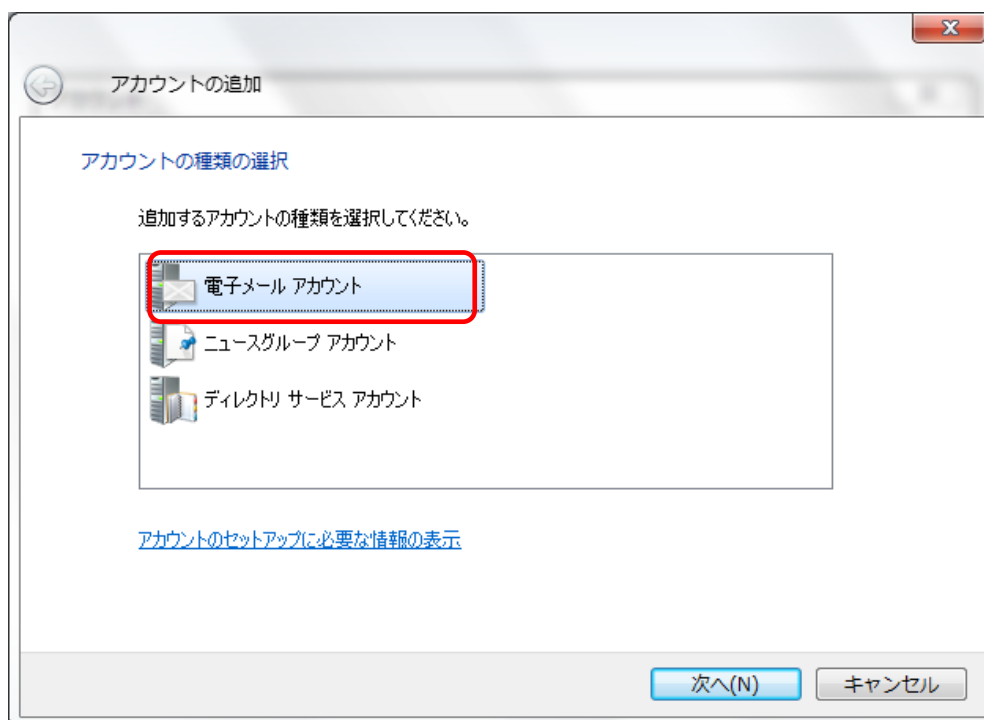 アカウントの追加
アカウントの種類の選択
追加するアカウントの種類を選択してください。
電子メール アカウント
ニュースグループ アカウント
ディレクトリ サービス アカウント
アカウントのセットアップに必要な情報の表示
次へ(N)
キャンセル